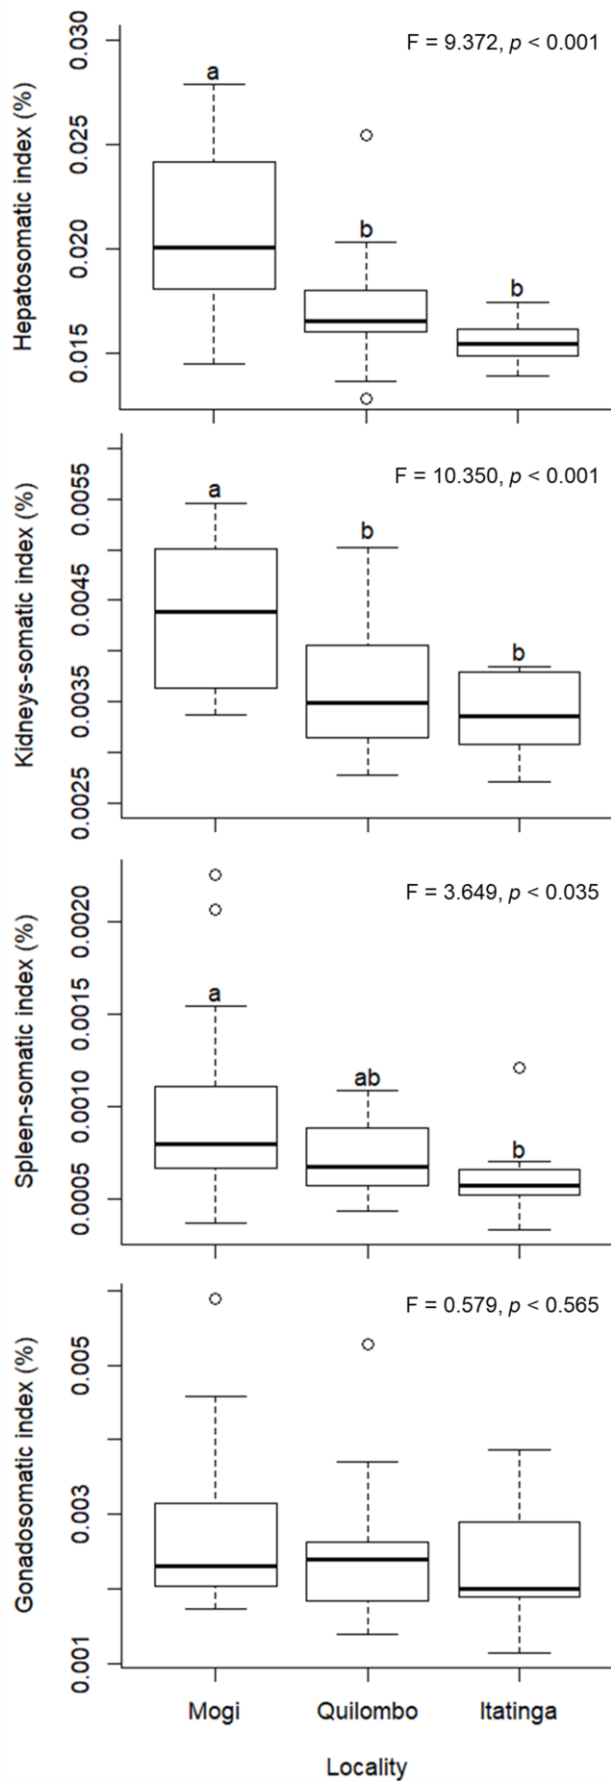 Hepatosomatic index (%)
0.030
0.025
0.020
0.015
F = 9.372, p < 0.001
a
b
b
Kidneys-somatic index (%)
0.0055
0.0045
0.0035
0.0025
F = 10.350, p < 0.001
a
b
b
Spleen-somatic index (%)
0.0020
0.0015
0.0010
0.0005
F = 3.649, p < 0.035
a
ab
b
Gonadosomatic index (%)
0.005
0.003
0.001
F = 0.579, p < 0.565
Mogi Quilombo Itatinga
Locality